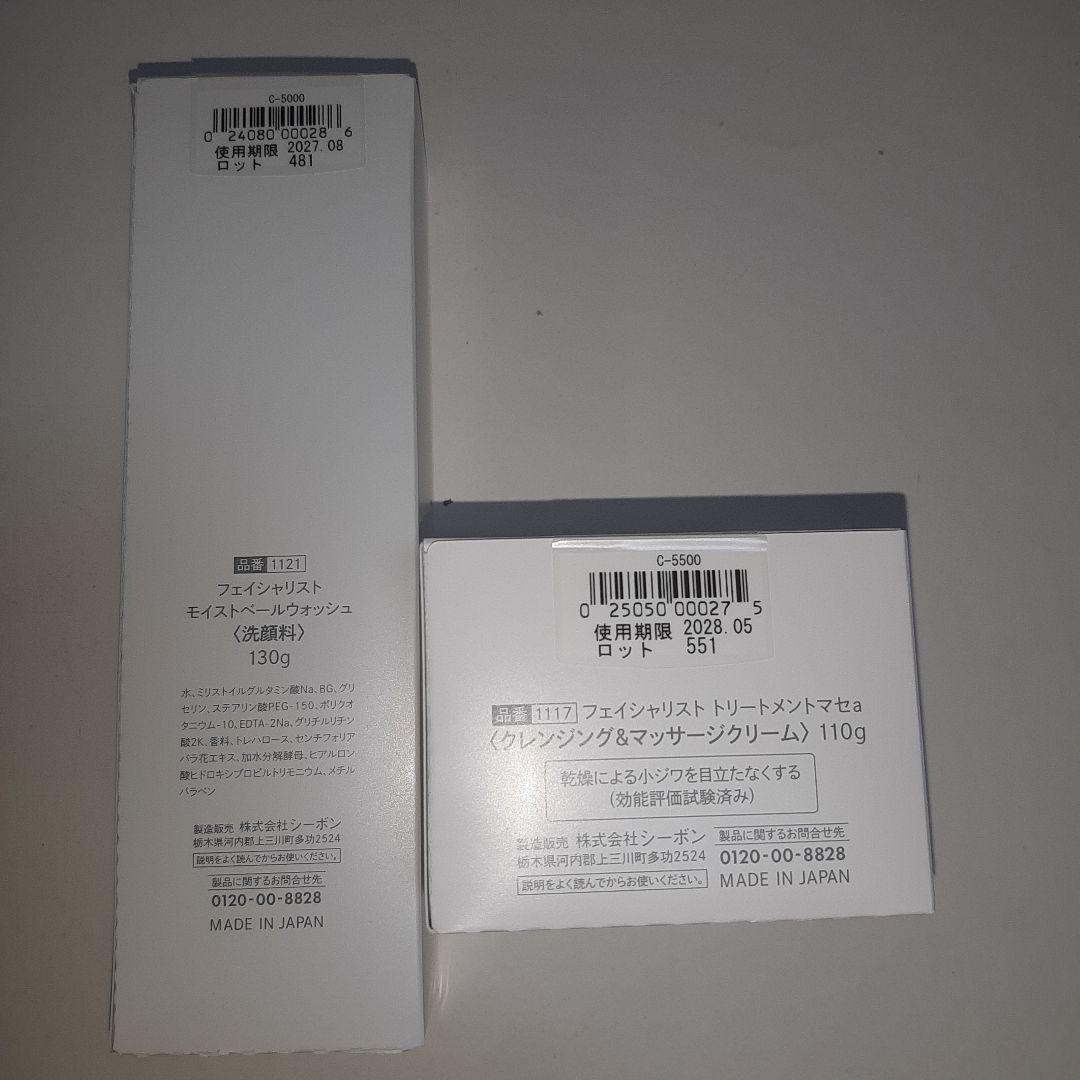 C-5000
0 24080 00028 6
使用期限 2027.08
ロット 481
品番 1121
フェイシャリスト
モイストベールウォッシュ
〈洗顔料〉
130g
水、ミリストイルグルタミン酸Na、BG、グリ
セリン、ステアリン酸PEG-150、ポリクオ
タニウム-10、EDTA-2Na、グリチルリチン
酸2K、香料、トレハロース、センチフォリア
バラ花エキス、加水分解酵母、ヒアルロン
酸ヒドロキシプロピルトリモニウム、メチル
パラベン
製造販売 株式会社シーボン
栃木県河内郡上三川町多功2524
説明をよく読んでからお使いください。
製品に関するお問合せ先
0120-00-8828
MADE IN JAPAN
C-5500
0 25050 00027 5
使用期限 2028.05
ロット 551
品番 1117 フェイシャリスト トリートメントマセa
〈クレンジング&マッサージクリーム〉 110g
乾燥による小ジワを目立たなくする
(効能評価試験済み)
製造販売 株式会社シーボン
栃木県河内郡上三川町多功2524
説明をよく読んでからお使いください。
製品に関するお問合せ先
0120-00-8828
MADE IN JAPAN